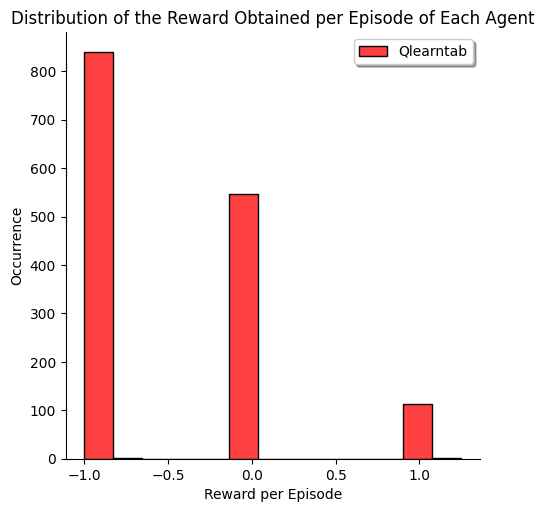 Distribution of the Reward Obtained per Episode of Each Agent
Qlearntab
800
700
600
500
400
300
200
100
0
Occurrence
−1.0 −0.5 0.0 0.5 1.0
Reward per Episode